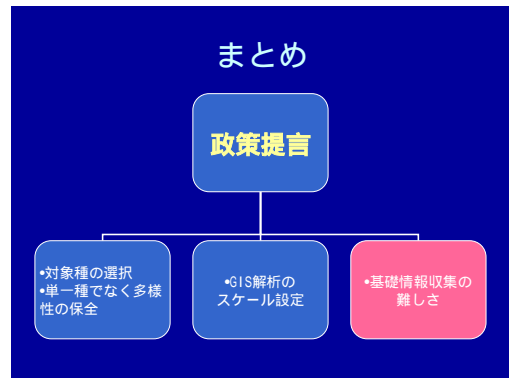 まとめ
政策提言
•対象種の選択
•単一種でなく多様
性の保全
•GIS解析の
スケール設定
•基礎情報収集の
難しさ